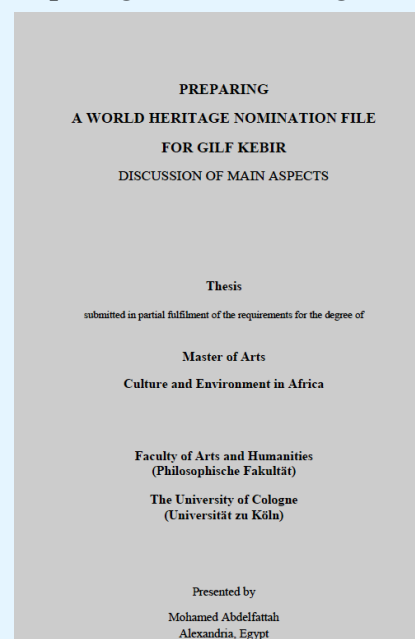 PREPARING
A WORLD HERITAGE NOMINATION FILE
FOR GILF KEBIR
DISCUSSION OF MAIN ASPECTS
Thesis
submitted in partial fulfilment of the requirements for the degree of
Master of Arts
Culture and Environment in Africa
Faculty of Arts and Humanities
(Philosophische Fakultät)
The University of Cologne
(Universität zu Köln)
Presented by
Mohamed Abdelfattah
Alexandria, Egypt